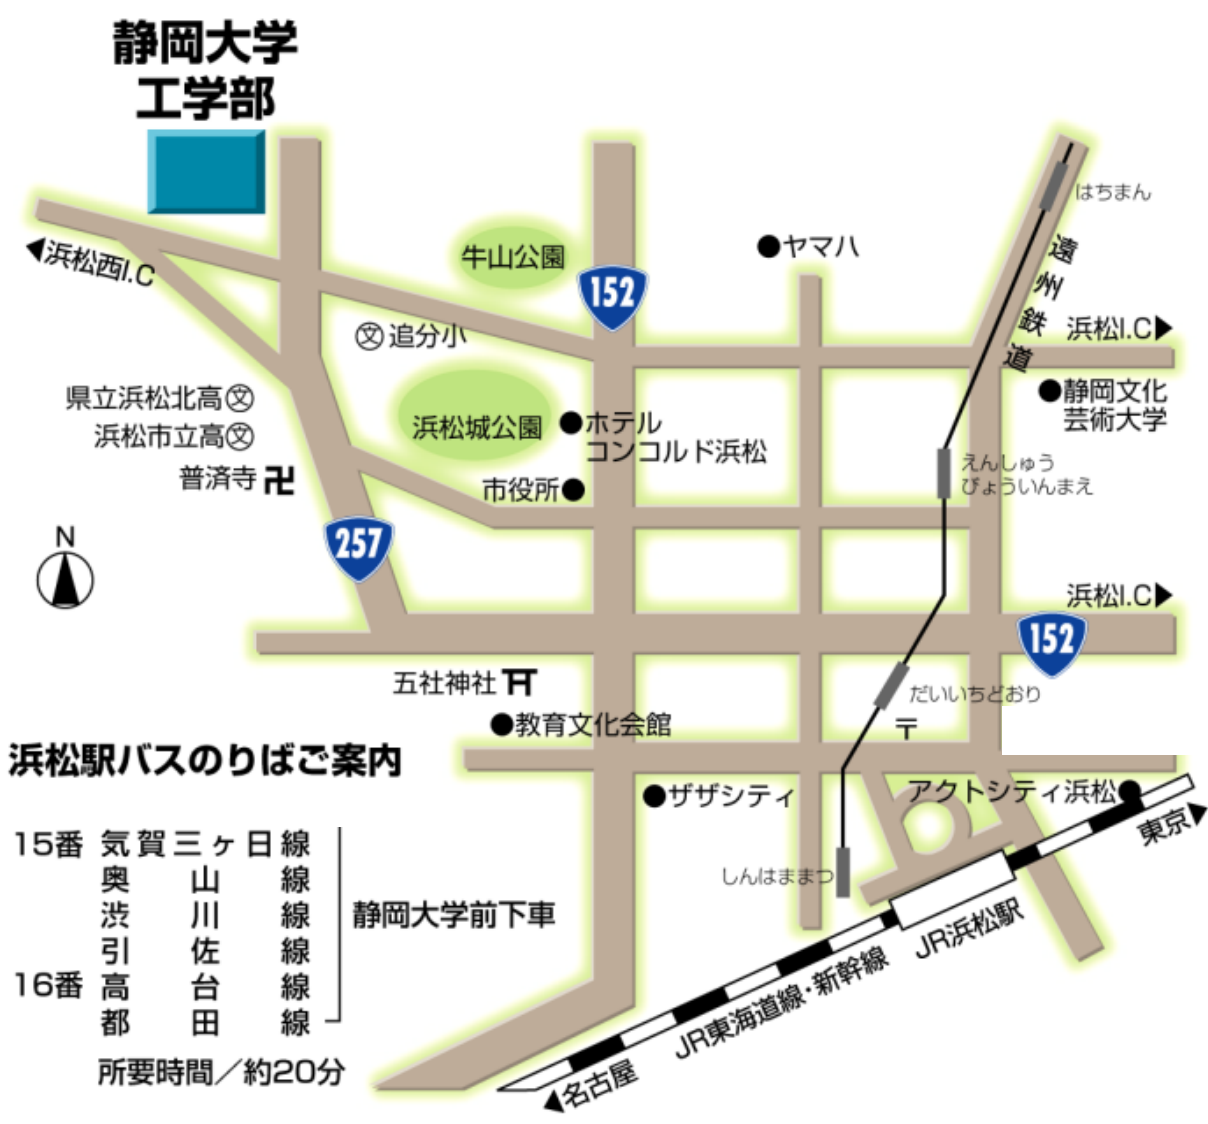 静岡大学
工学部
はちまん
◀浜松西I.C
牛山公園
●ヤマハ
遠州鉄道
152
浜松I.C▶
㊫追分小
県立浜松北高㊫
浜松市立高㊫
普済寺卍
浜松城公園
●ホテル
コンコルド浜松
●静岡文化
芸術大学
市役所●
えんしゅう
びょういんまえ
N
257
浜松I.C▶
152
五社神社
だいいちどおり
●教育文化会館
〒
浜松駅バスのりばご案内
●ザザシティ
アクトシティ浜松●
東京▶
しんはままつ
15番 気賀三ヶ日線
奥山線
渋川線
引佐線
16番 高台線
都田線
静岡大学前下車
所要時間／約20分
JR浜松駅
JR東海道線・新幹線
◀名古屋